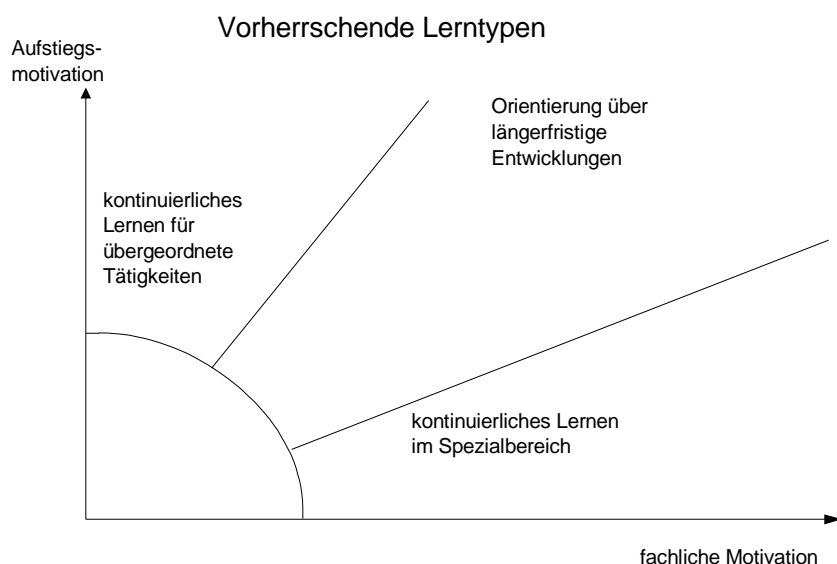 Vorherrschende Lerntypen
Aufstiegs-
motivation
Orientierung über
längerfristige
Entwicklungen
kontinuierliches
Lernen für
übergeordnete
Tätigkeiten
kontinuierliches Lernen
im Spezialbereich
fachliche Motivation